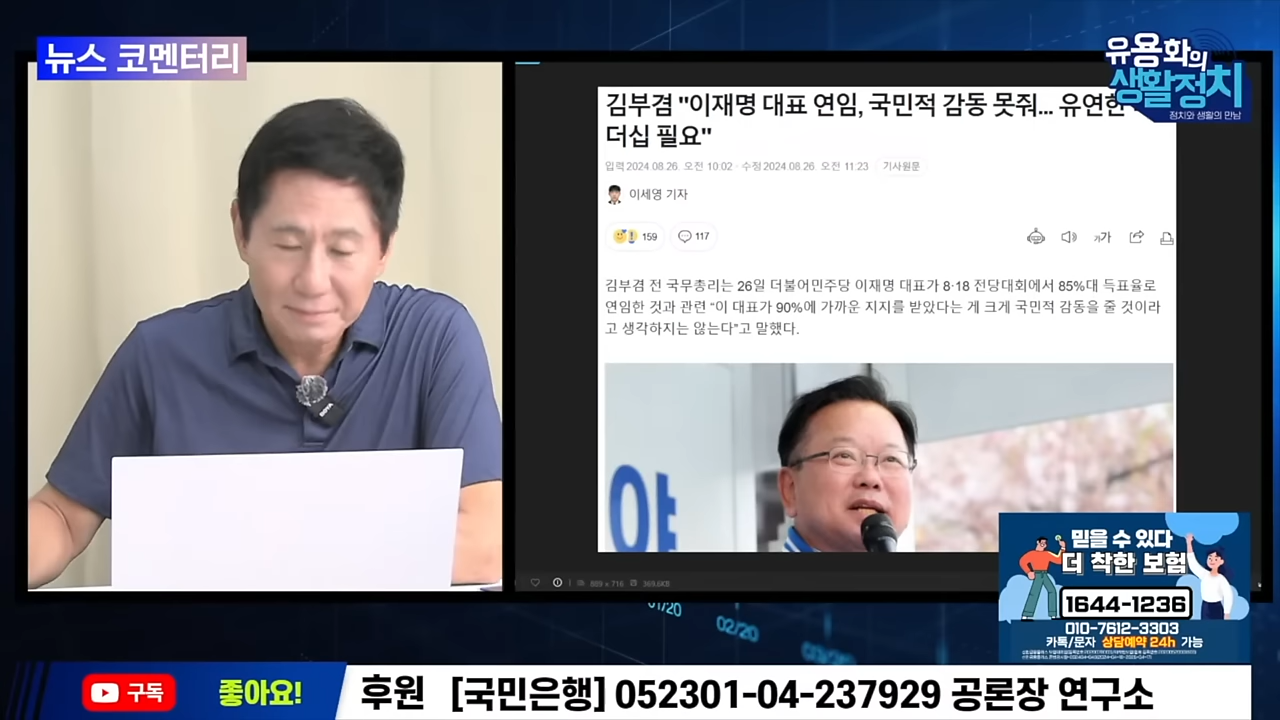 뉴스 코멘터리
유용화의
생활정치
정치와 생활의 만남
김부겸 "이재명 대표 연임, 국민적 감동 못줘... 유연한
더십 필요"
입력 2024.08.26. 오전 10:02 · 수정 2024.08.26. 오전 11:23 기사원문
이세영 기자
159 117
가가
김부겸 전 국무총리는 26일 더불어민주당 이재명 대표가 8·18 전당대회에서 85%대 득표율로
연임한 것과 관련 “이 대표가 90%에 가까운 지지를 받았다는 게 크게 국민적 감동을 줄 것이라
고 생각하지는 않는다”고 말했다.
889 x 716 369.6KB
01/20
02/20
믿을 수 있다
더 착한 보험
1644-1236
010-7612-3303
카톡/문자 상담예약 24h 가능
구독 좋아요! 후원 [국민은행] 052301-04-237929 공론장 연구소